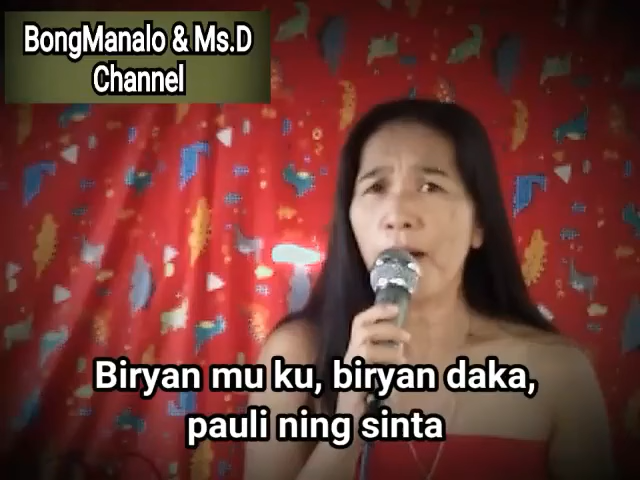 BongManalo & Ms.D
Channel
Biryan mu ku, biryan daka,
pauli ning sinta